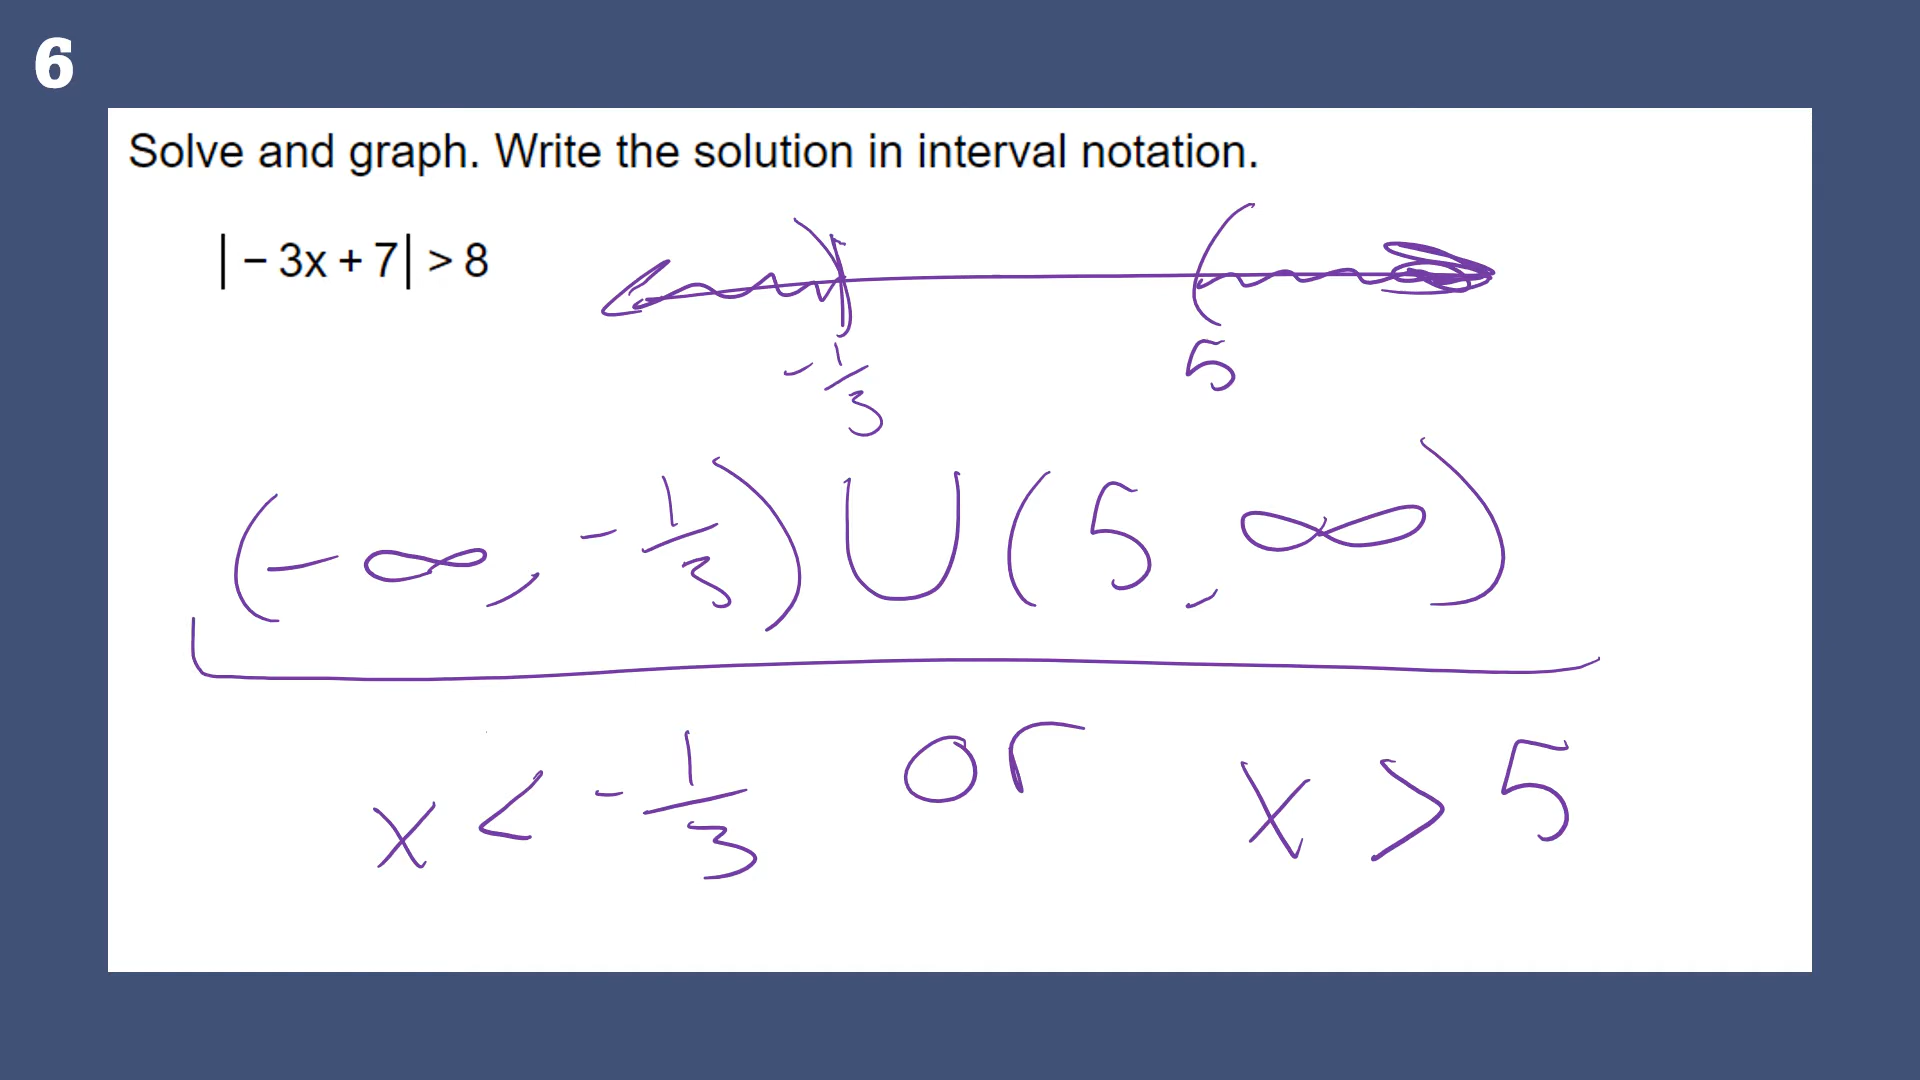 6
Solve and graph. Write the solution in interval notation.
|− 3x + 7| > 8
) (
- 1/3 5
(- ∞, - 1/3) ∪ (5, ∞)
x < - 1/3 or x > 5